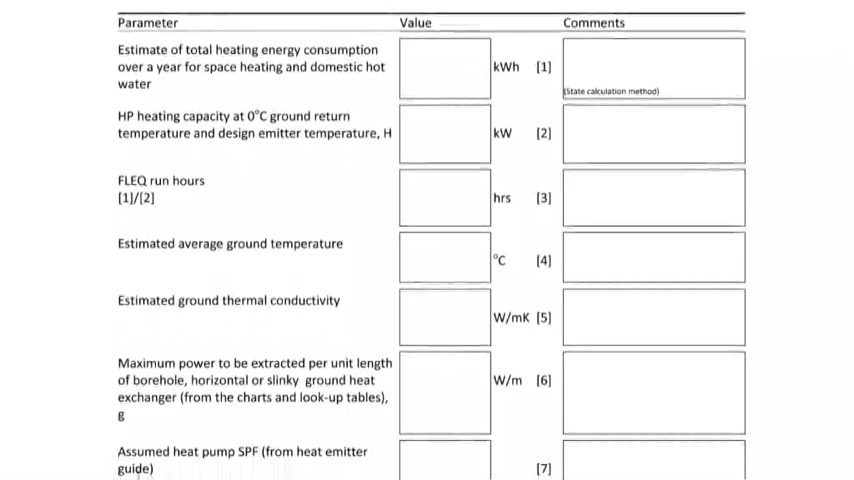 Parameter Value Comments
Estimate of total heating energy consumption
over a year for space heating and domestic hot
water
kWh [1]
(State calculation method)
HP heating capacity at 0°C ground return
temperature and design emitter temperature, H
kW [2]
FLEQ run hours
[1]/[2]
hrs [3]
Estimated average ground temperature
°C [4]
Estimated ground thermal conductivity
W/mK [5]
Maximum power to be extracted per unit length
of borehole, horizontal or slinky ground heat
exchanger (from the charts and look-up tables),
g
W/m [6]
Assumed heat pump SPF (from heat emitter
guide)
[7]